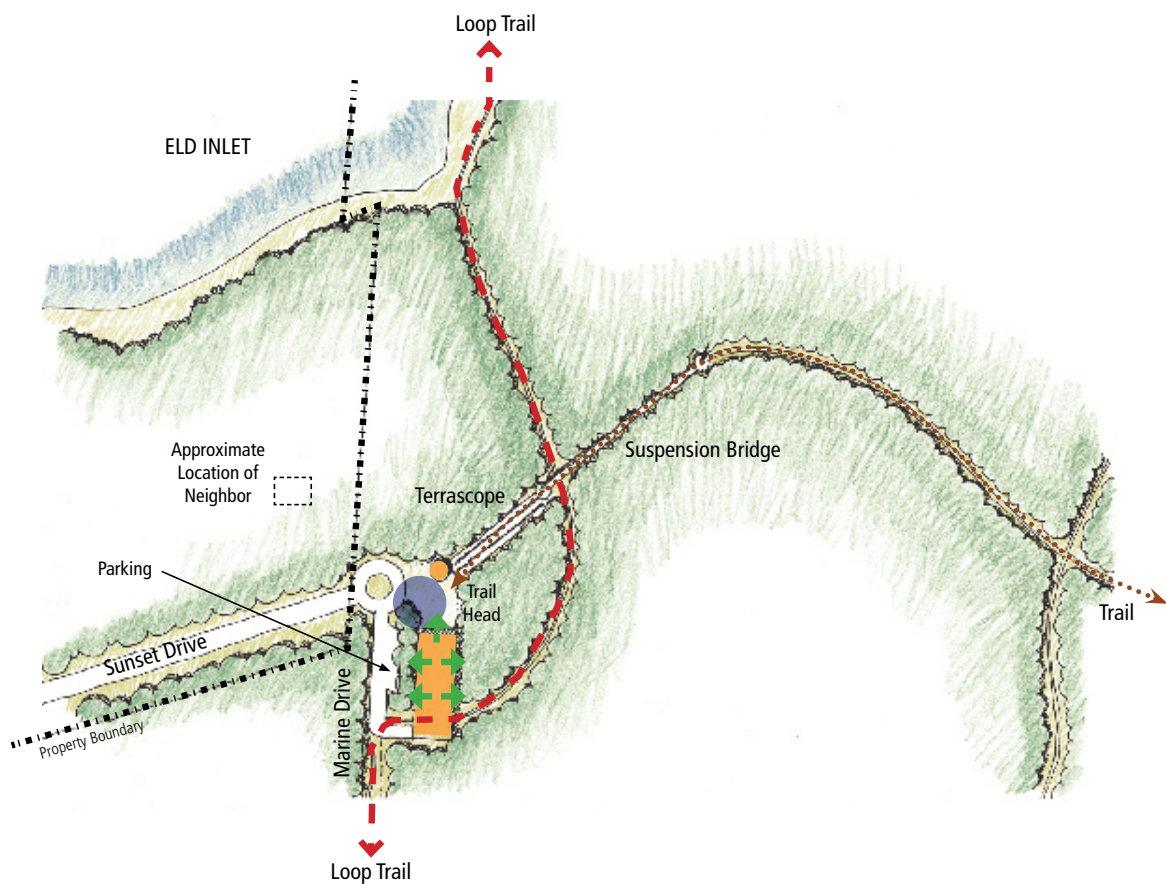 Loop Trail
ELD INLET
Suspension Bridge
Approximate
Location of
Neighbor
Terrascope
Parking
Trail
Head
Trail
Sunset Drive
Marine Drive
Property Boundary
Loop Trail